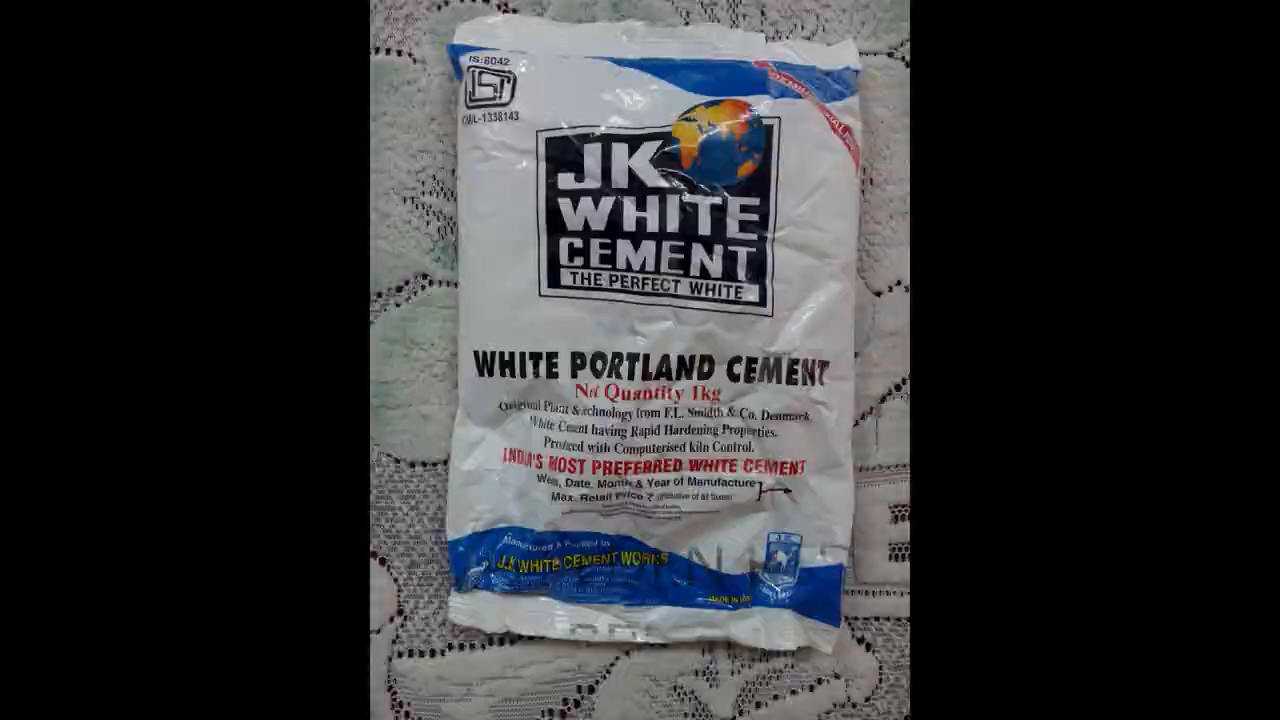 IS:8042
CM/L-1338143
JK
WHITE
CEMENT
THE PERFECT WHITE
WHITE PORTLAND CEMENT
Net Quantity 1kg
Original Plant & Technology from F.L. Smidth & Co. Denmark
White Cement having Rapid Hardening Properties.
Produced with Computerised kiln Control.
INDIA'S MOST PREFERRED WHITE CEMENT
Week, Date, Month & Year of Manufacture
Max. Retail Price ₹ (inclusive of all taxes)
Manufactured & Packed by
J.K WHITE CEMENT WORKS
MADE IN